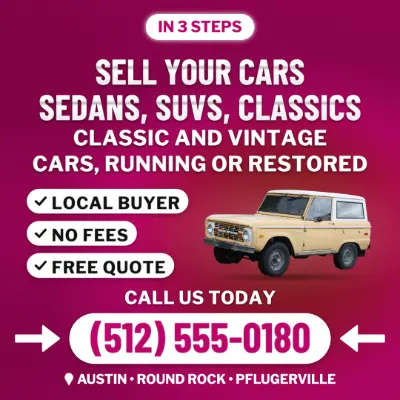 IN 3 STEPS
SELL YOUR CARS
SEDANS, SUVS, CLASSICS
CLASSIC AND VINTAGE
CARS, RUNNING OR RESTORED
LOCAL BUYER
NO FEES
FREE QUOTE
CALL US TODAY
(512) 555-0180
AUSTIN • ROUND ROCK • PFLUGERVILLE